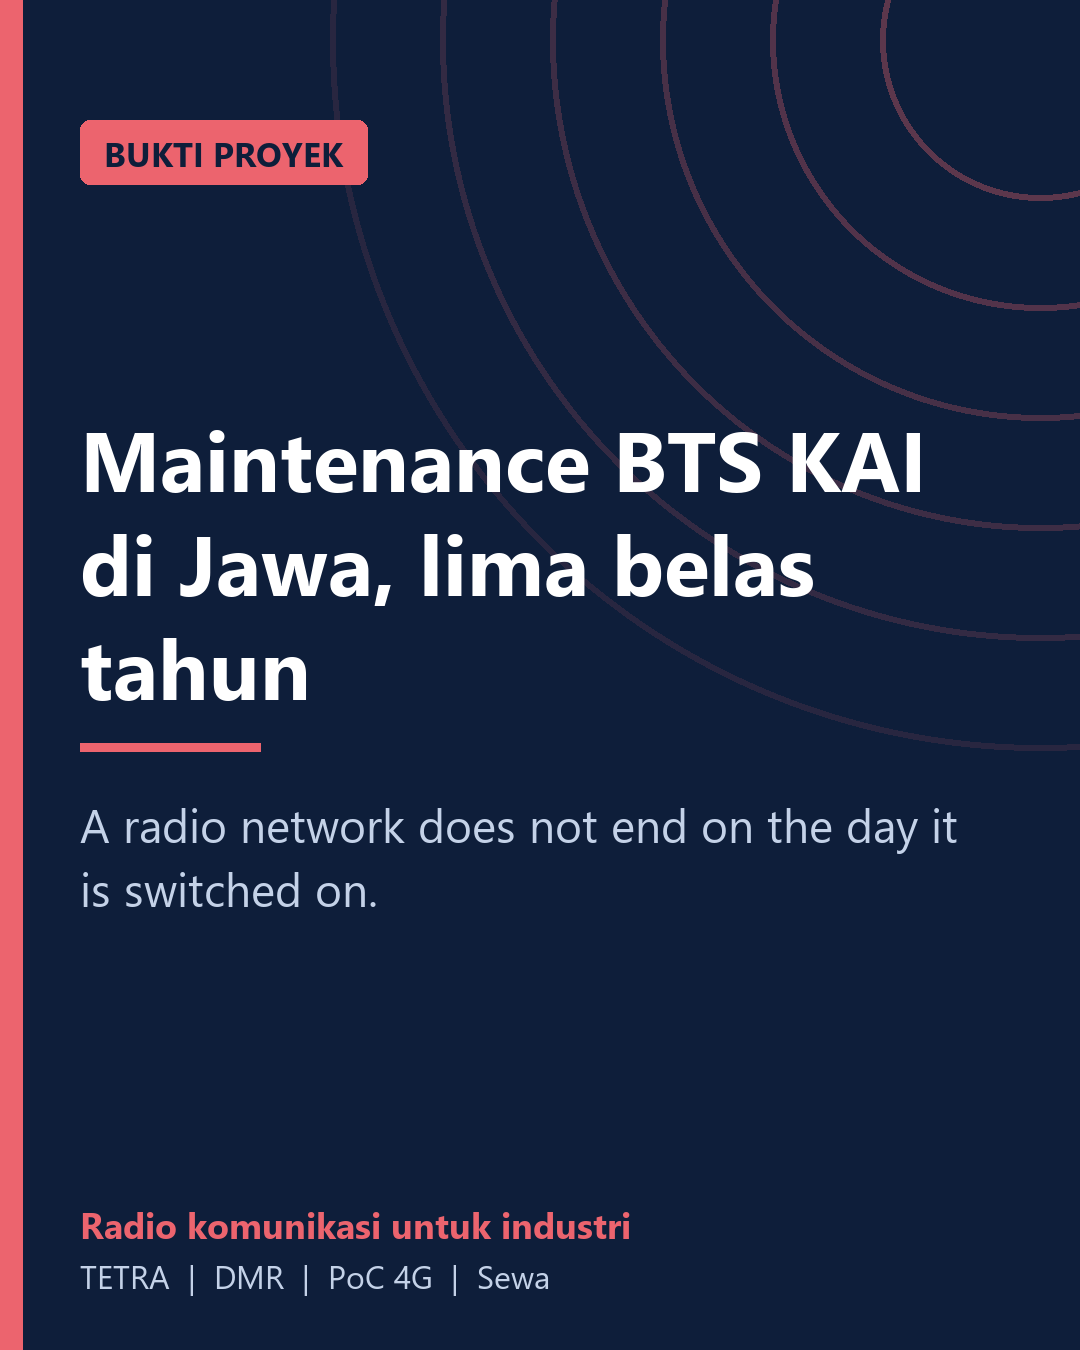 BUKTI PROYEK
Maintenance BTS KAI
di Jawa, lima belas
tahun
A radio network does not end on the day it
is switched on.
Radio komunikasi untuk industri
TETRA | DMR | PoC 4G | Sewa